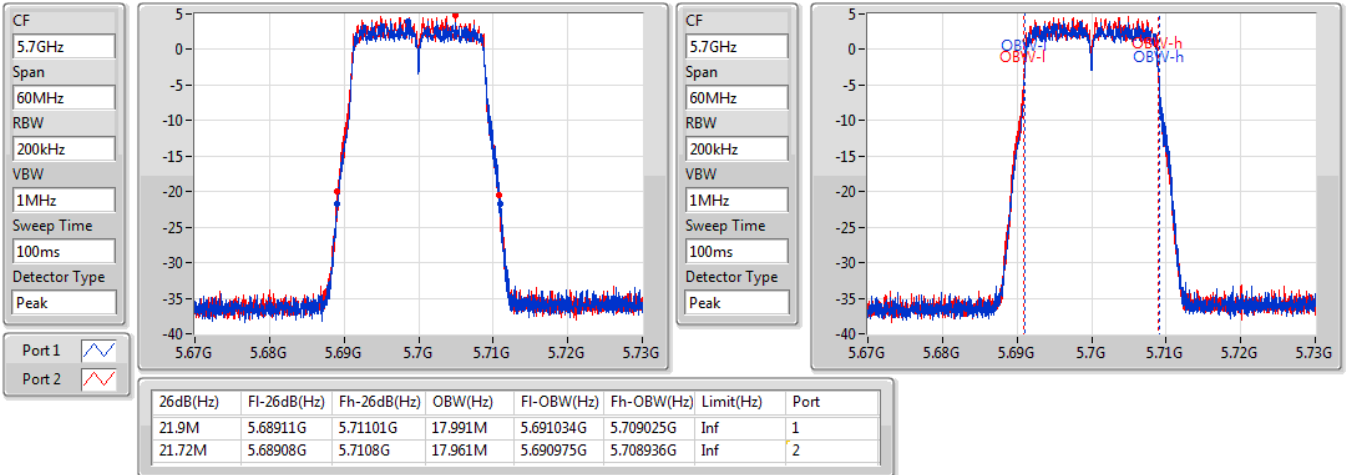 CF
5.7GHz
Span
60MHz
RBW
200kHz
VBW
1MHz
Sweep Time
100ms
Detector Type
Peak
Port 1
Port 2
5-
0-
-5-
-10-
-15-
-20-
-25-
-30-
-35-
-40-
5.67G 5.68G 5.69G 5.7G 5.71G 5.72G 5.73G
CF
5.7GHz
Span
60MHz
RBW
200kHz
VBW
1MHz
Sweep Time
100ms
Detector Type
Peak
5-
0-
-5-
-10-
-15-
-20-
-25-
-30-
-35-
-40-
OBW-l OBW-h
OBW-l OBW-h
5.67G 5.68G 5.69G 5.7G 5.71G 5.72G 5.73G
26dB(Hz) Fl-26dB(Hz) Fh-26dB(Hz) OBW(Hz) Fl-OBW(Hz) Fh-OBW(Hz) Limit(Hz) Port
21.9M 5.68911G 5.71101G 17.991M 5.691034G 5.709025G Inf 1
21.72M 5.68908G 5.7108G 17.961M 5.690975G 5.708936G Inf 2